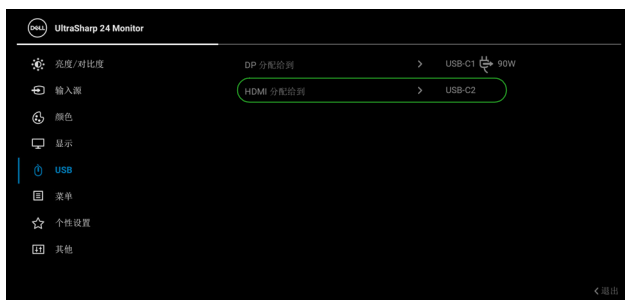 DELL UltraSharp 24 Monitor
亮度/对比度
DP 分配给到 > USB-C1 90W
输入源
HDMI 分配给到 > USB-C2
颜色
显示
USB
菜单
个性设置
其他
< 退出